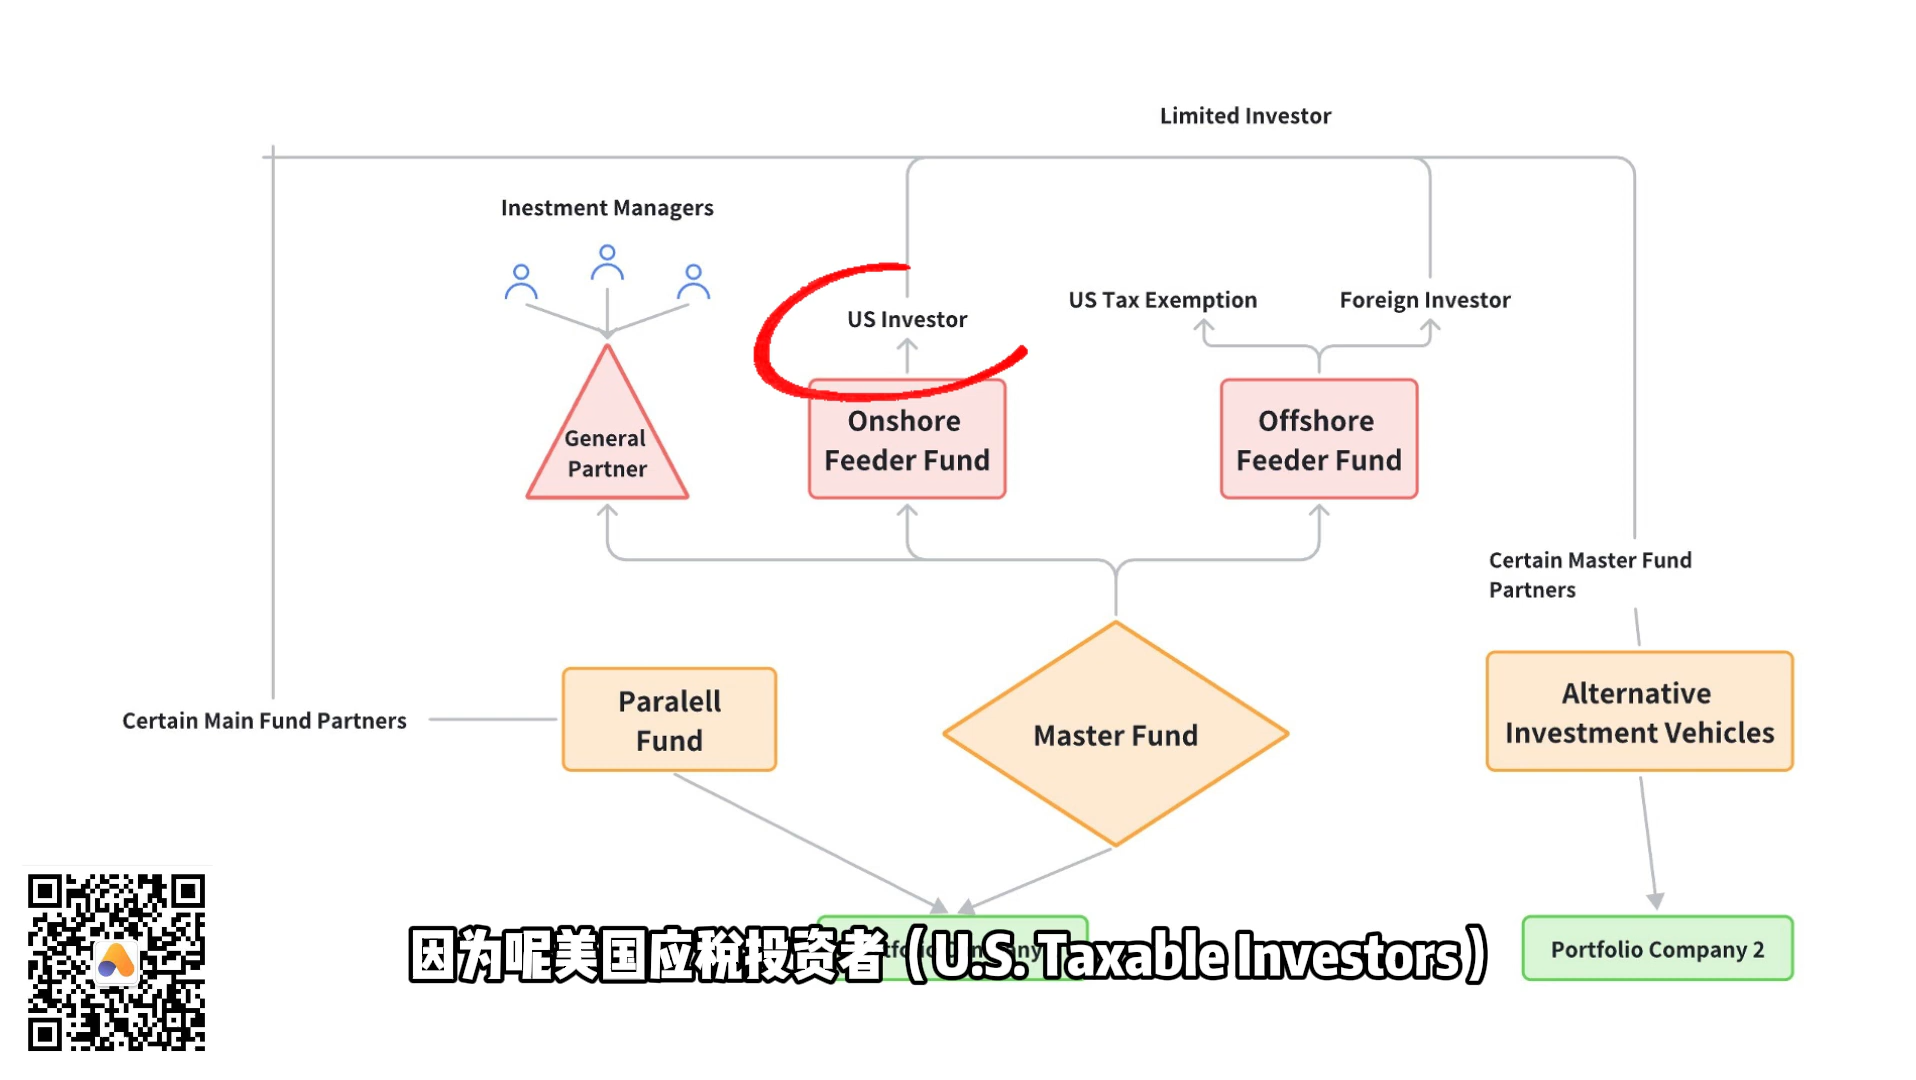 Limited Investor
Inestment Managers
US Investor
US Tax Exemption
Foreign Investor
General
Partner
Onshore
Feeder Fund
Offshore
Feeder Fund
Certain Master Fund
Partners
Certain Main Fund Partners
Paralell
Fund
Master Fund
Alternative
Investment Vehicles
Portfolio Company 2
因为呢美国应税投资者（U.S. Taxable Investors）